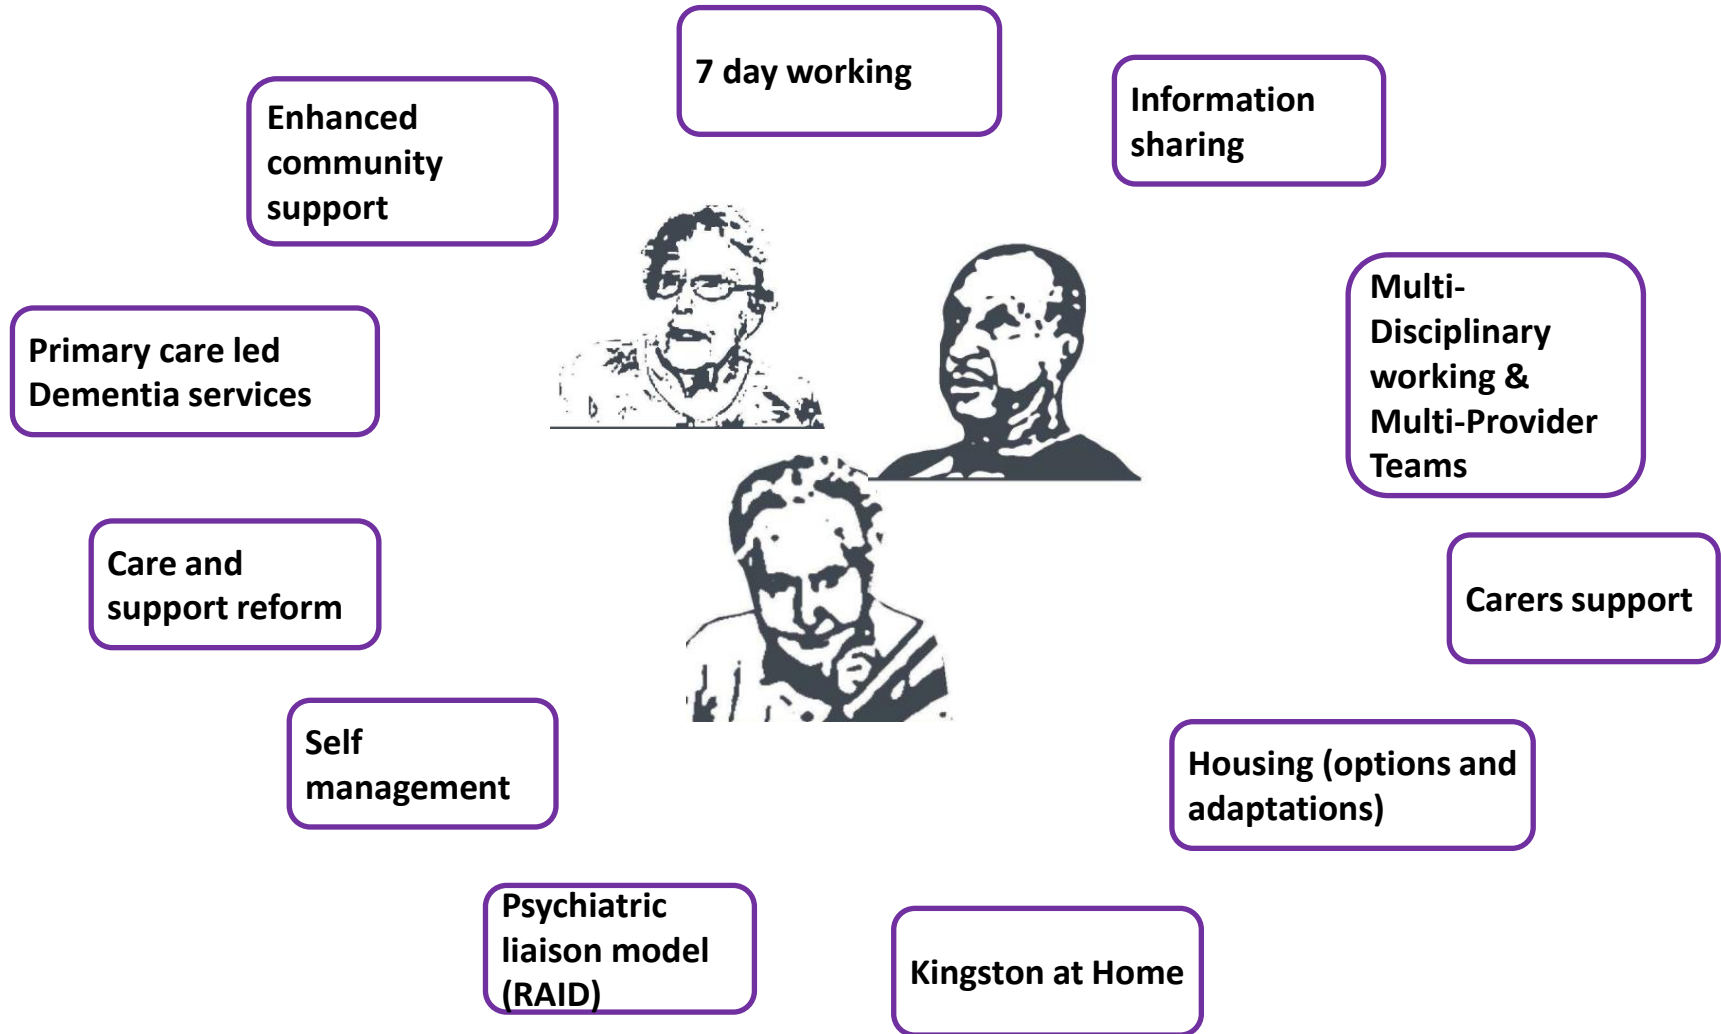 7 day working
Information
sharing
Enhanced
community
support
Multi-
Disciplinary
working &
Multi-Provider
Teams
Primary care led
Dementia services
Care and
support reform
Carers support
Self
management
Housing (options and
adaptations)
Psychiatric
liaison model
(RAID)
Kingston at Home